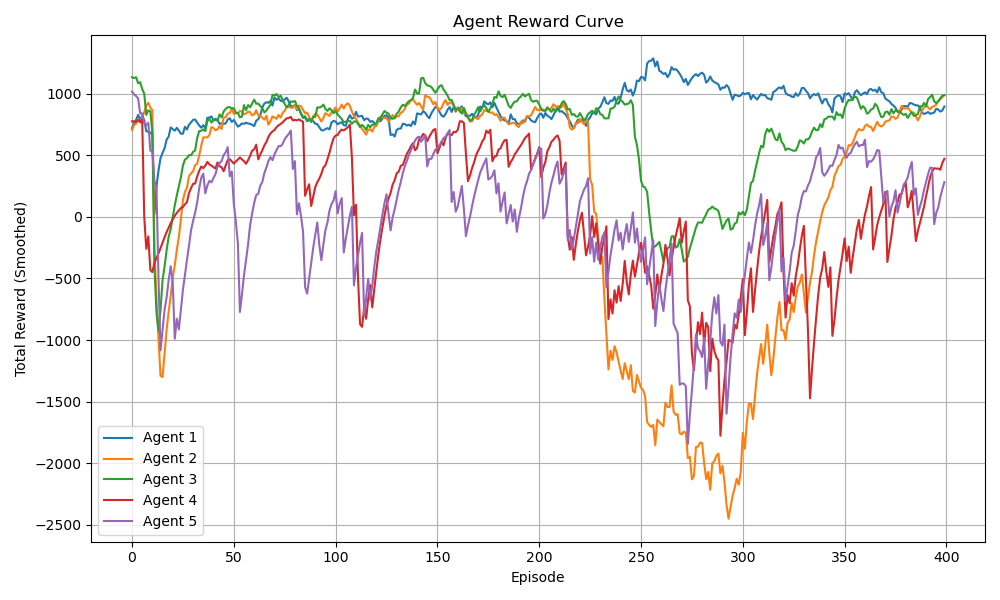 Agent Reward Curve
Total Reward (Smoothed)
1000
500
0
−500
−1000
−1500
−2000
−2500
Agent 1
Agent 2
Agent 3
Agent 4
Agent 5
0 50 100 150 200 250 300 350 400
Episode